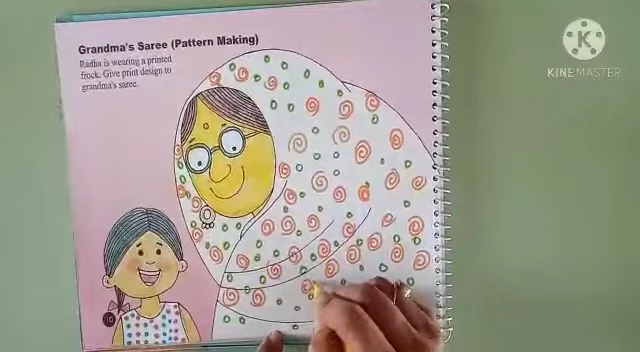 Grandma's Saree (Pattern Making)
Radha is wearing a printed
frock. Give print design to
grandma's saree.
KINEMASTER